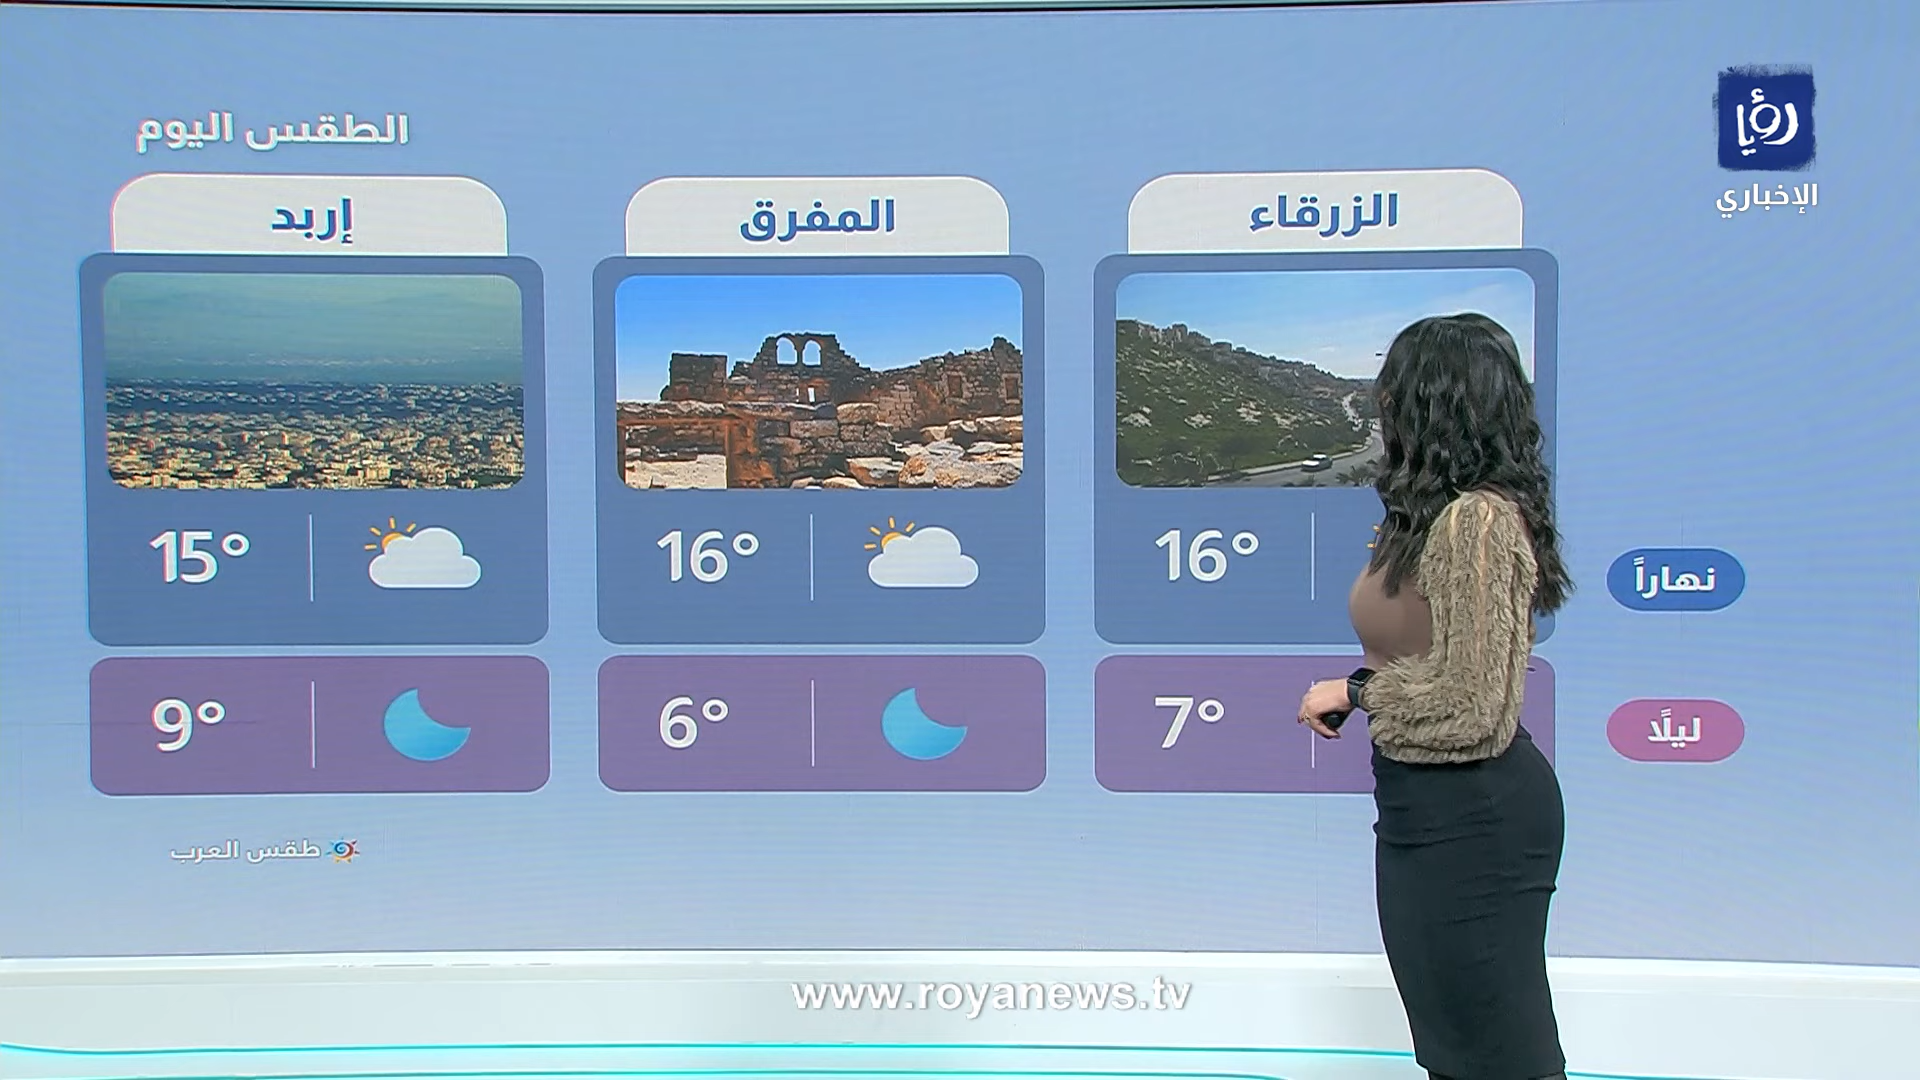 رؤيا
الإخباري
الطقس اليوم
الزرقاء
المفرق
إربد
16°
16°
15°
نهاراً
7°
6°
9°
ليلًا
طقس العرب
www.royanews.tv